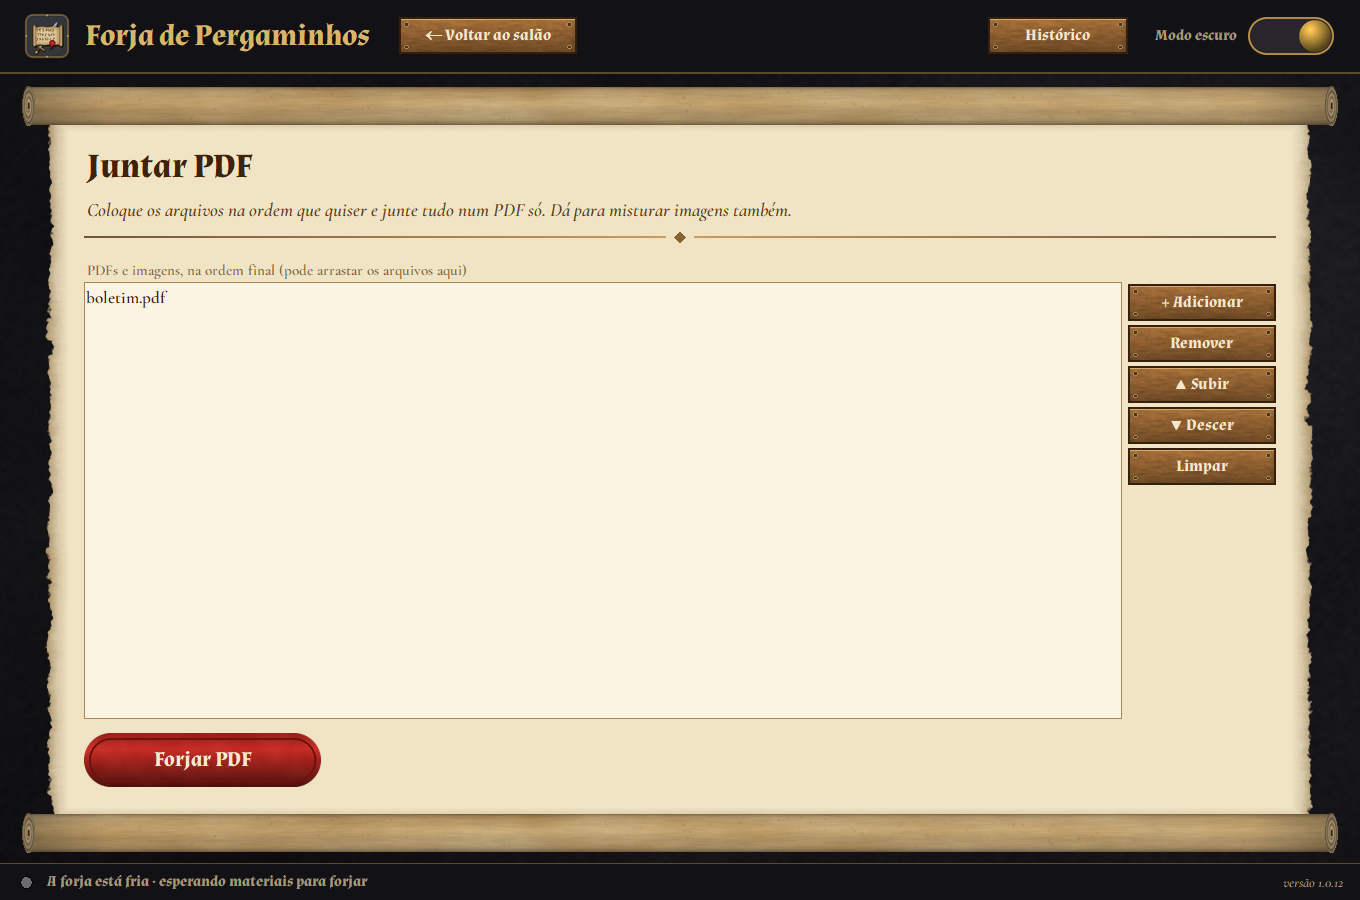 Forja de Pergaminhos
← Voltar ao salão
Histórico
Modo escuro
Juntar PDF
Coloque os arquivos na ordem que quiser e junte tudo num PDF só. Dá para misturar imagens também.
PDFs e imagens, na ordem final (pode arrastar os arquivos aqui)
boletim.pdf
+ Adicionar
Remover
▲ Subir
▼ Descer
Limpar
Forjar PDF
A forja está fria · esperando materiais para forjar
versão 1.0.12